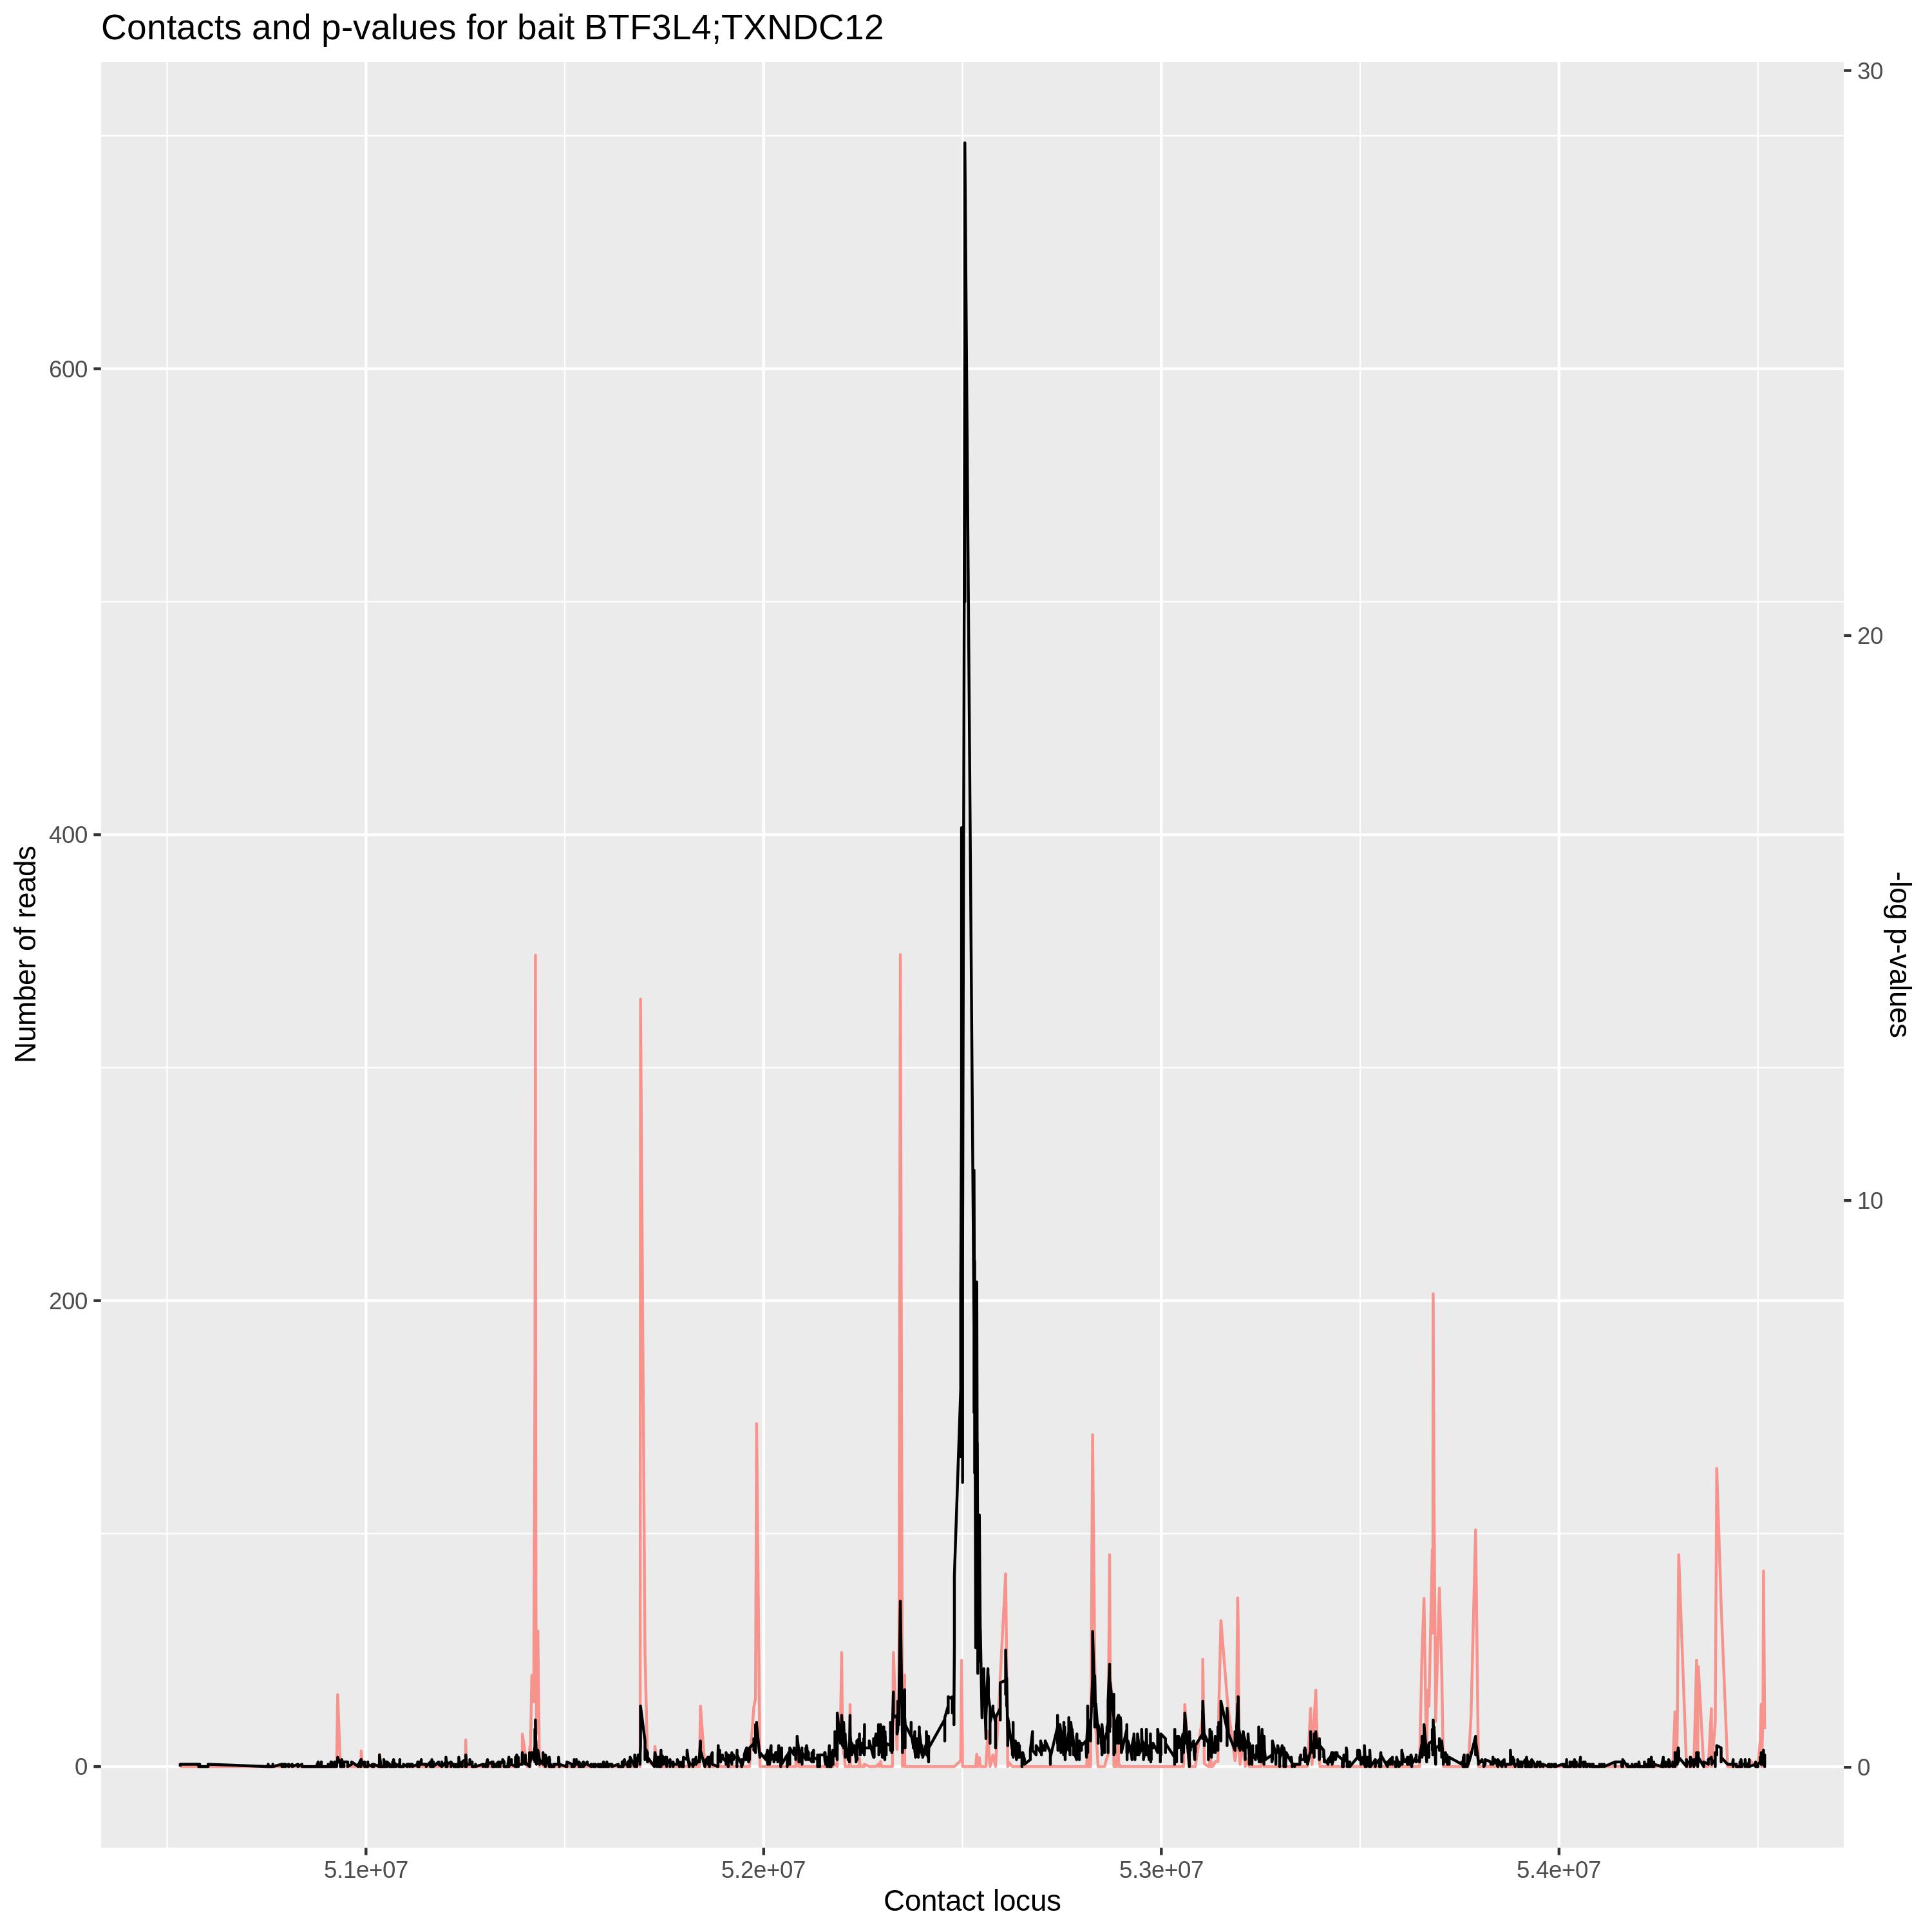 Contacts and p-values for bait BTF3L4;TXNDC12
Number of reads
600
400
200
0
30
20
10
0
-log p-values
5.1e+07
5.2e+07
5.3e+07
5.4e+07
Contact locus